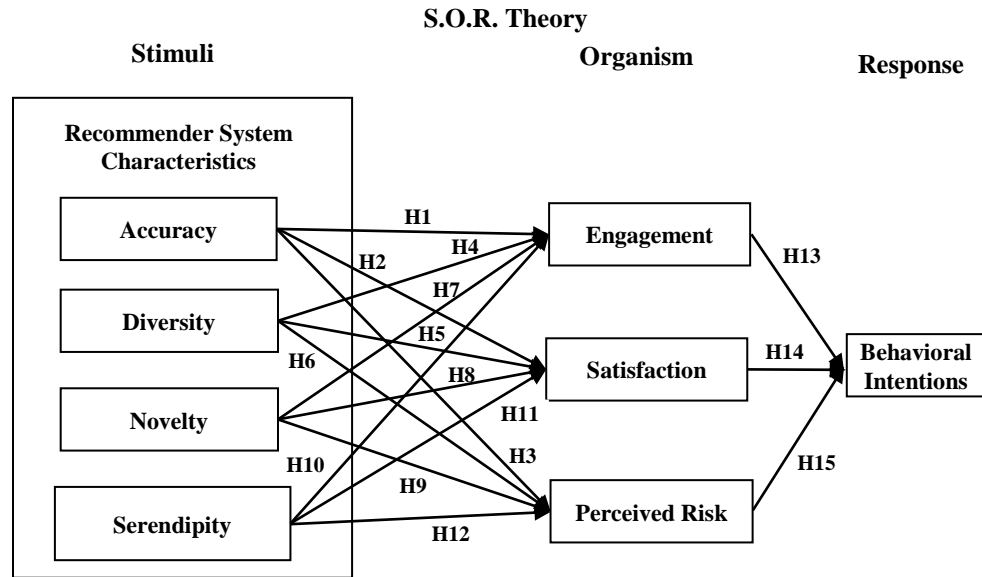 S.O.R. Theory
Stimuli
Organism
Response
Recommender System
Characteristics
Accuracy
Diversity
Novelty
Serendipity
H1
H2
H4
H7
H5
H6
H8
H11
H10
H3
H9
H12
Engagement
Satisfaction
Perceived Risk
H13
H14
H15
Behavioral
Intentions